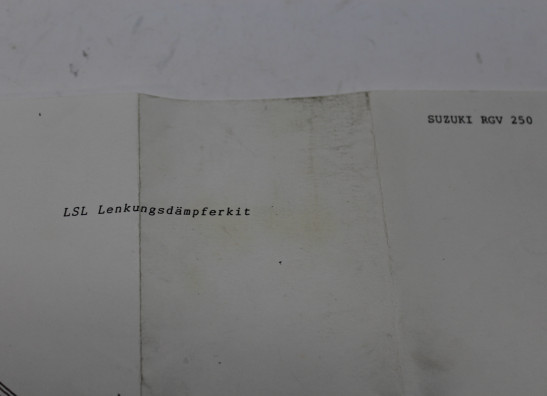 SUZUKI RGV 250
LSL Lenkungsdämpferkit